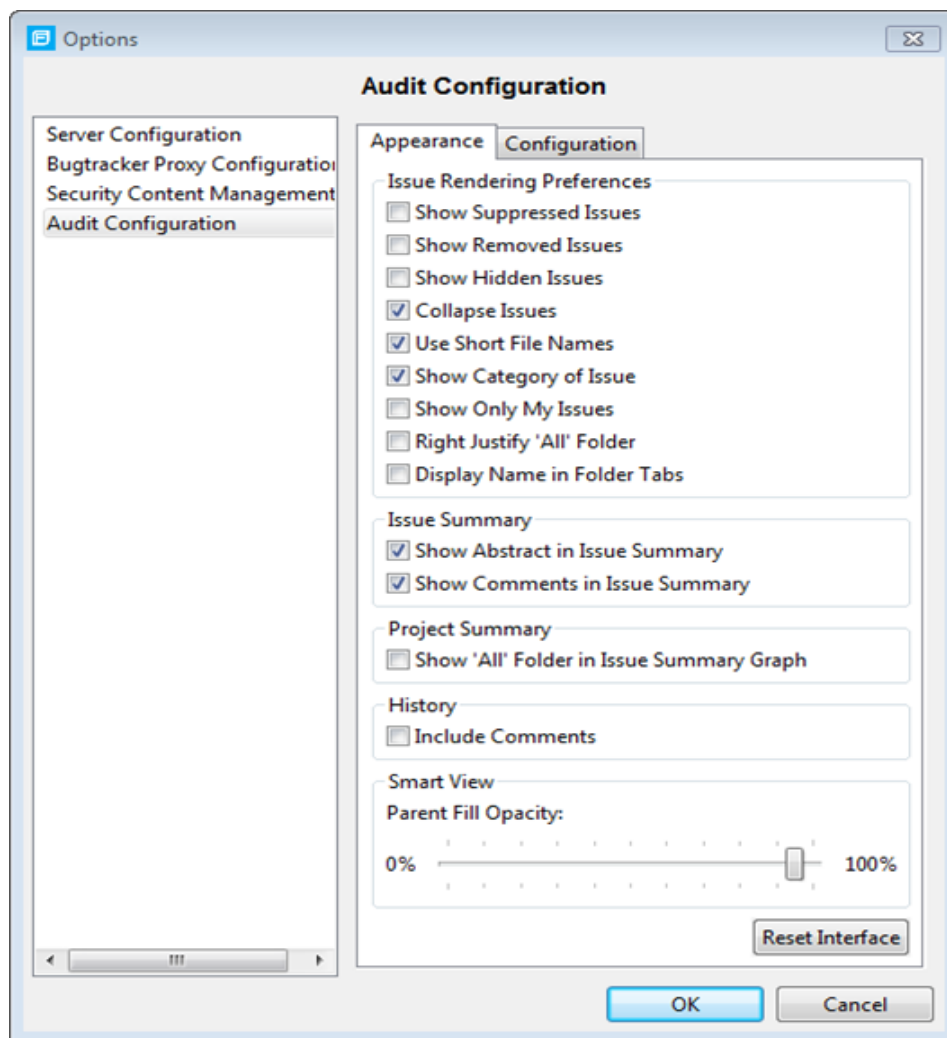 Options
Audit Configuration
Server Configuration
Bugtracker Proxy Configuration
Security Content Management
Audit Configuration
Appearance
Configuration
Issue Rendering Preferences
Show Suppressed Issues
Show Removed Issues
Show Hidden Issues
Collapse Issues
Use Short File Names
Show Category of Issue
Show Only My Issues
Right Justify 'All' Folder
Display Name in Folder Tabs
Issue Summary
Show Abstract in Issue Summary
Show Comments in Issue Summary
Project Summary
Show 'All' Folder in Issue Summary Graph
History
Include Comments
Smart View
Parent Fill Opacity:
0% 100%
Reset Interface
OK Cancel